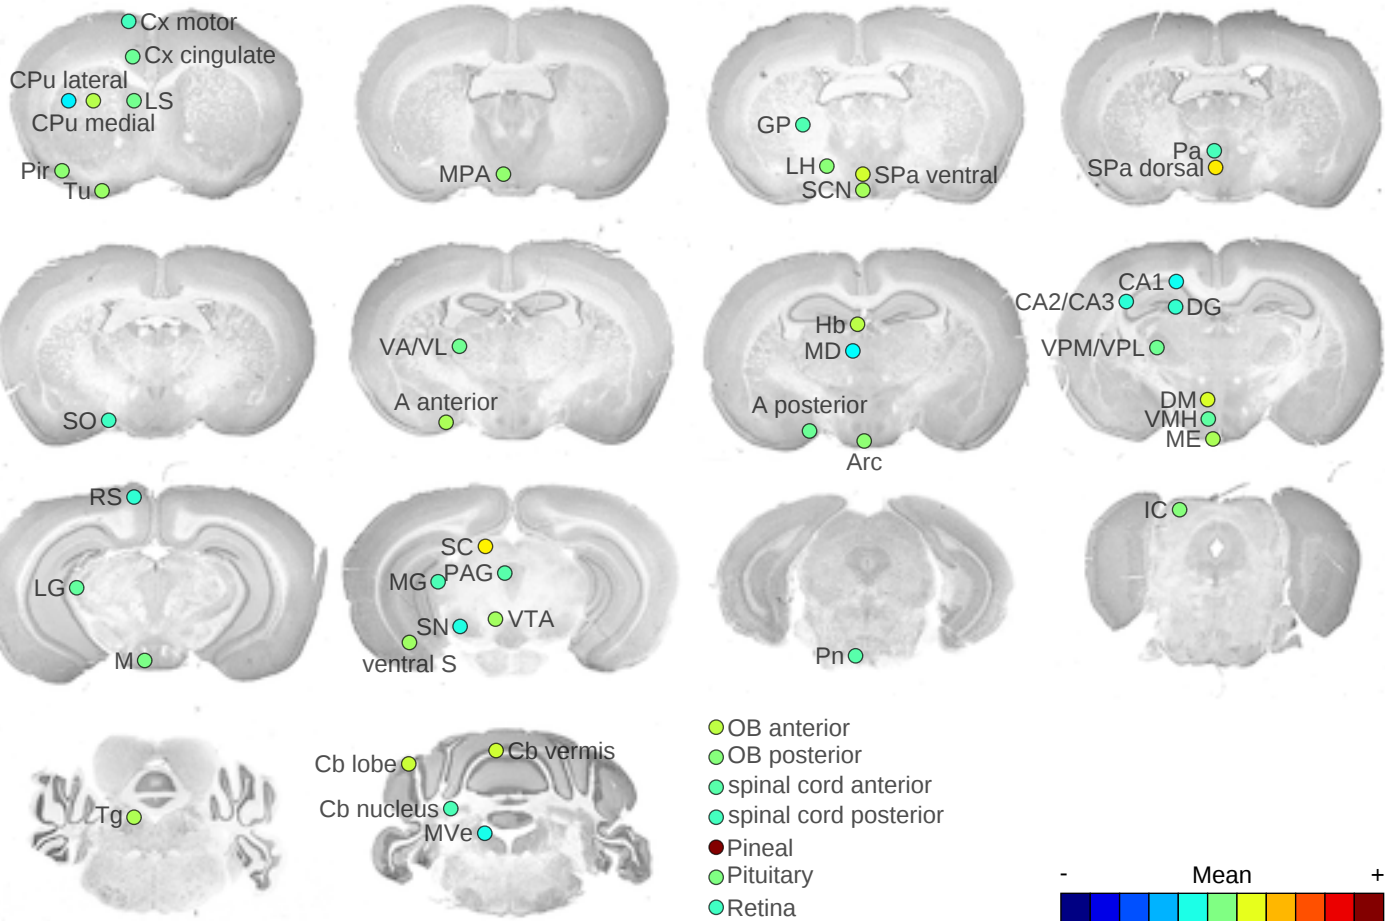 Cx motor
Cx cingulate
CPu lateral
LS
CPu medial
Pir
Tu
MPA
GP
LH
SPa ventral
SCN
Pa
SPa dorsal
SO
VA/VL
A anterior
Hb
MD
A posterior
Arc
CA1
CA2/CA3
DG
VPM/VPL
DM
VMH
ME
RS
LG
M
SC
PAG
MG
SN
VTA
ventral S
Pn
IC
Tg
Cb lobe
Cb vermis
Cb nucleus
MVe
OB anterior
OB posterior
spinal cord anterior
spinal cord posterior
Pineal
Pituitary
Retina
- Mean +